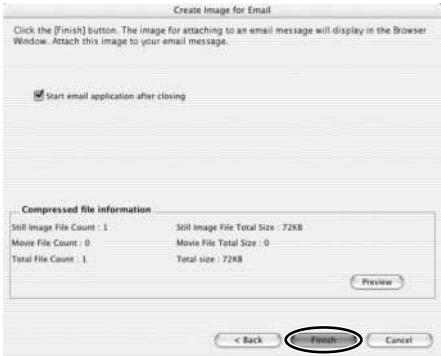 Create Image for Email
Click the [Finish] button. The image for attaching to an email message will display in the Browser
Window. Attach this image to your email message.
Start email application after closing
Compressed file information
Still Image File Count : 1 Still Image File Total Size : 72KB
Movie File Count : 0 Movie File Total Size : 0
Total File Count : 1 Total size : 72KB
Preview
< Back Finish Cancel